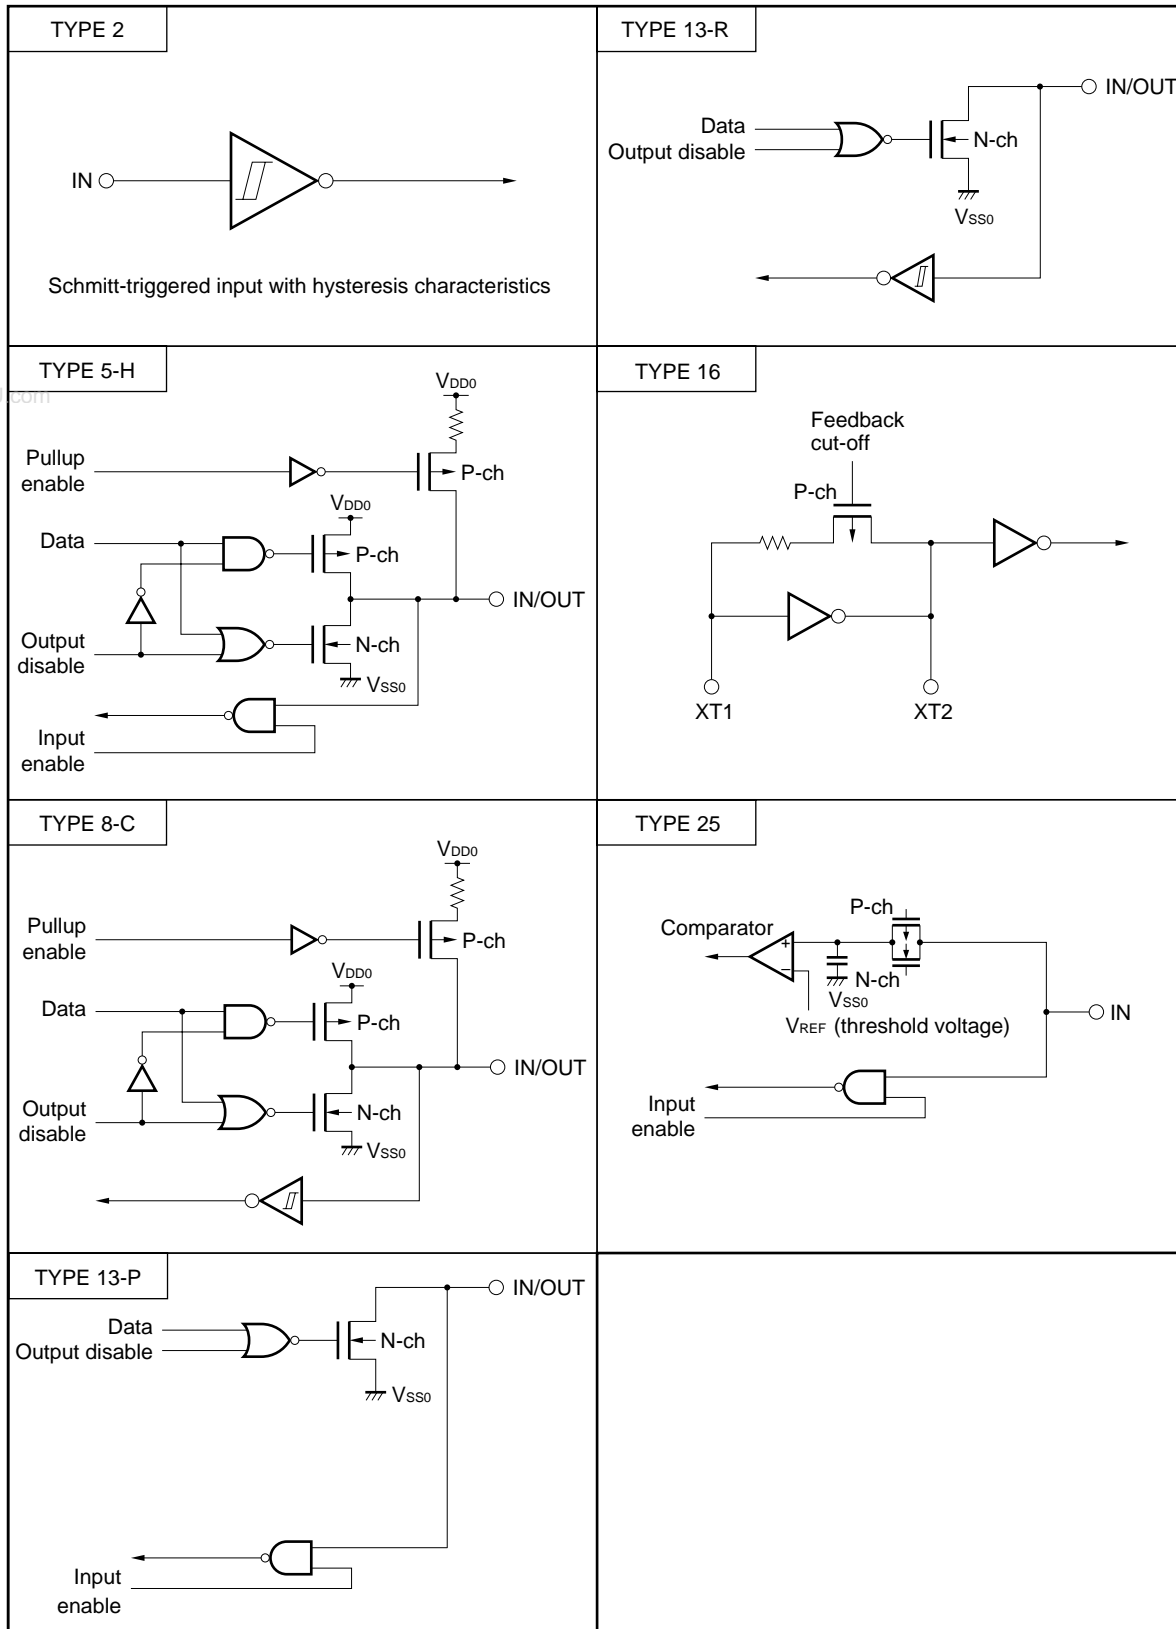 TYPE 2
IN
Schmitt-triggered input with hysteresis characteristics
TYPE 13-R
Data
Output disable
N-ch
IN/OUT
VSS0
TYPE 5-H
.com
VDD0
Pullup
enable
P-ch
VDD0
Data
P-ch
IN/OUT
Output
disable
N-ch
VSS0
Input
enable
TYPE 16
Feedback
cut-off
P-ch
XT1
XT2
TYPE 8-C
VDD0
Pullup
enable
P-ch
VDD0
Data
P-ch
IN/OUT
Output
disable
N-ch
VSS0
TYPE 25
P-ch
Comparator
+
−
N-ch
VSS0
VREF (threshold voltage)
IN
Input
enable
TYPE 13-P
IN/OUT
Data
Output disable
N-ch
VSS0
Input
enable